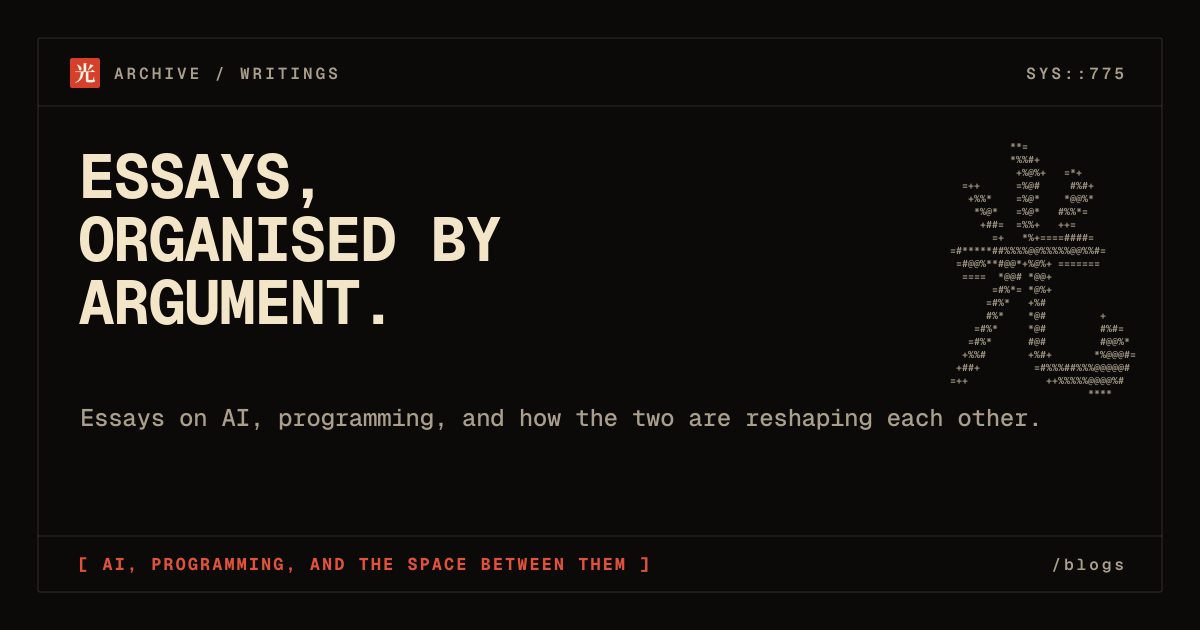 光 ARCHIVE / WRITINGS
SYS::775
ESSAYS,
ORGANISED BY
ARGUMENT.
Essays on AI, programming, and how the two are reshaping each other.
[ AI, PROGRAMMING, AND THE SPACE BETWEEN THEM ]
/blogs